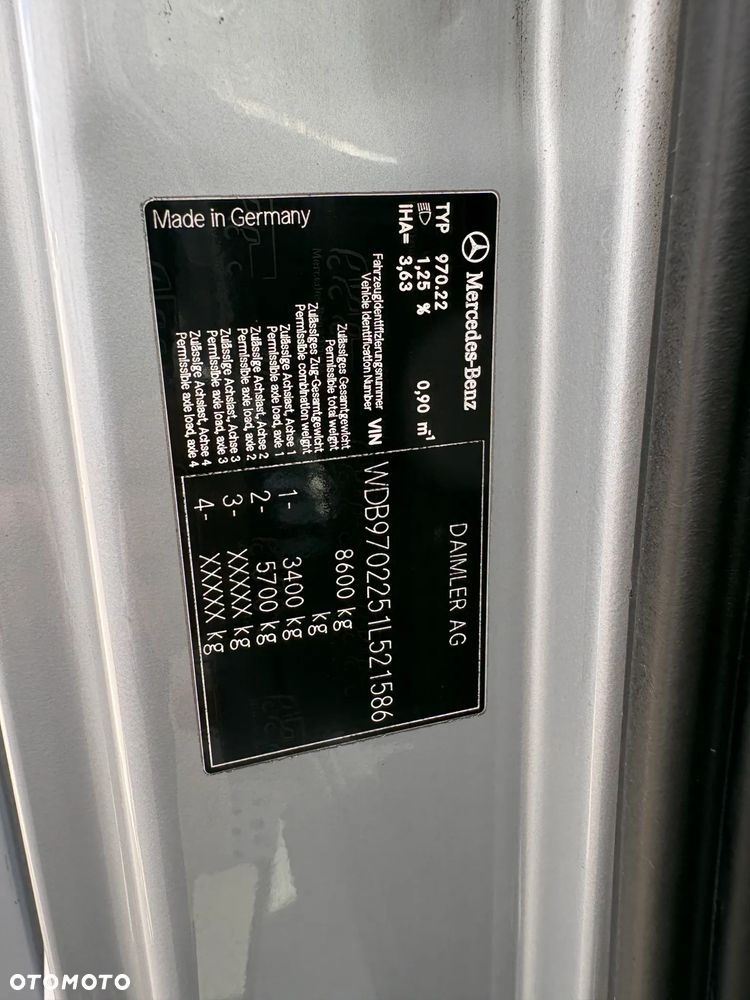 Mercedes-Benz
DAIMLER AG
TYP 970.22
1,25 % 0,90 m⁻¹
IHA= 3,63
Fahrzeugidentifizierungsnummer
Vehicle Identification Number VIN WDB9702251L521586
Zulässiges Gesamtgewicht
Permissible total weight 8600 kg
Zulässiges Zug-Gesamtgewicht
Permissible combination weight kg
Zulässige Achslast, Achse 1
Permissible axle load, axle 1 1- 3400 kg
Zulässige Achslast, Achse 2
Permissible axle load, axle 2 2- 5700 kg
Zulässige Achslast, Achse 3
Permissible axle load, axle 3 3- XXXXX kg
Zulässige Achslast, Achse 4
Permissible axle load, axle 4 4- XXXXX kg
Made in Germany
OTOMOTO